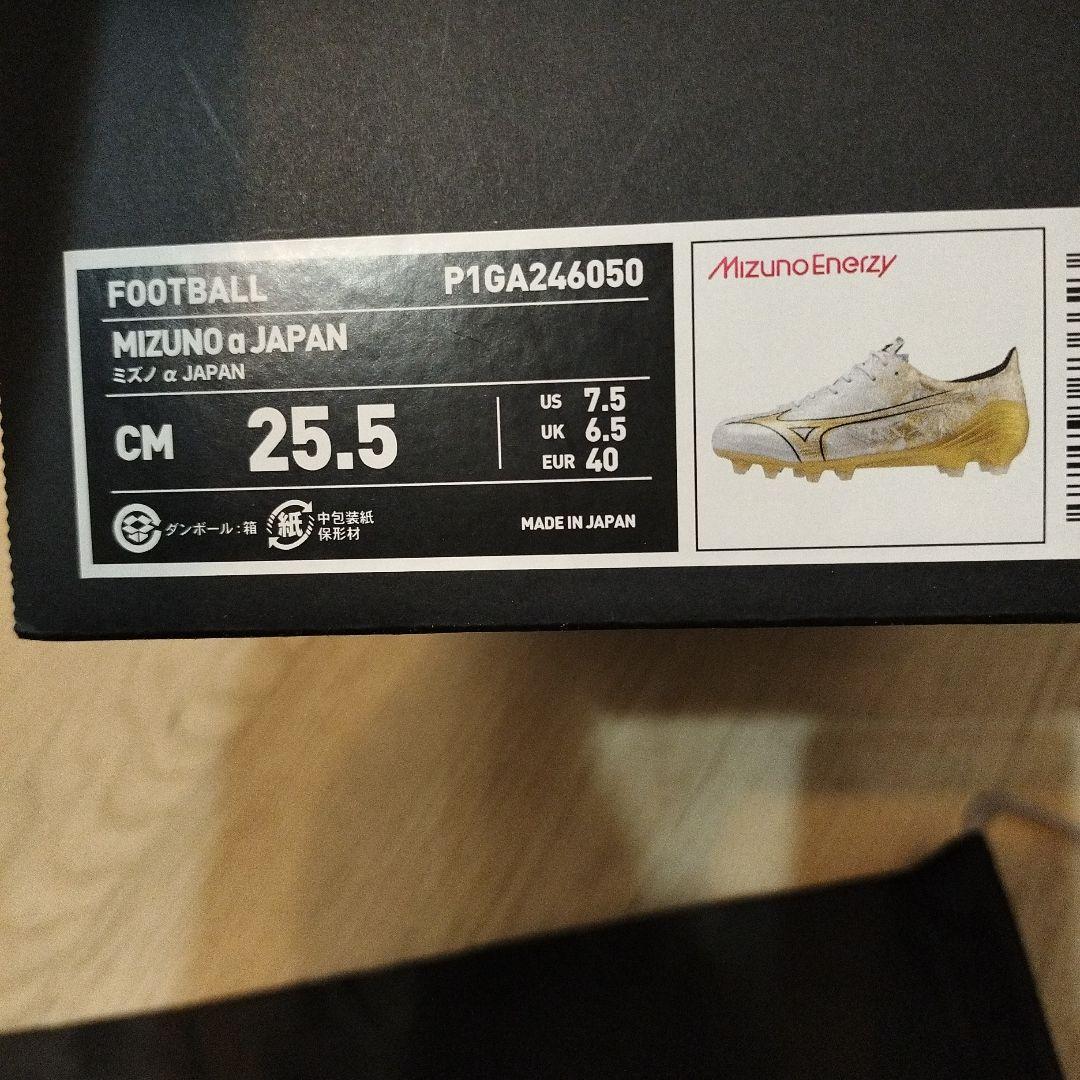 FOOTBALL P1GA246050
MIZUNO α JAPAN
ミズノ α JAPAN
CM 25.5
US 7.5
UK 6.5
EUR 40
ダンボール：箱 紙 中包装紙
保形材
MADE IN JAPAN
MIZUNO ENERZY